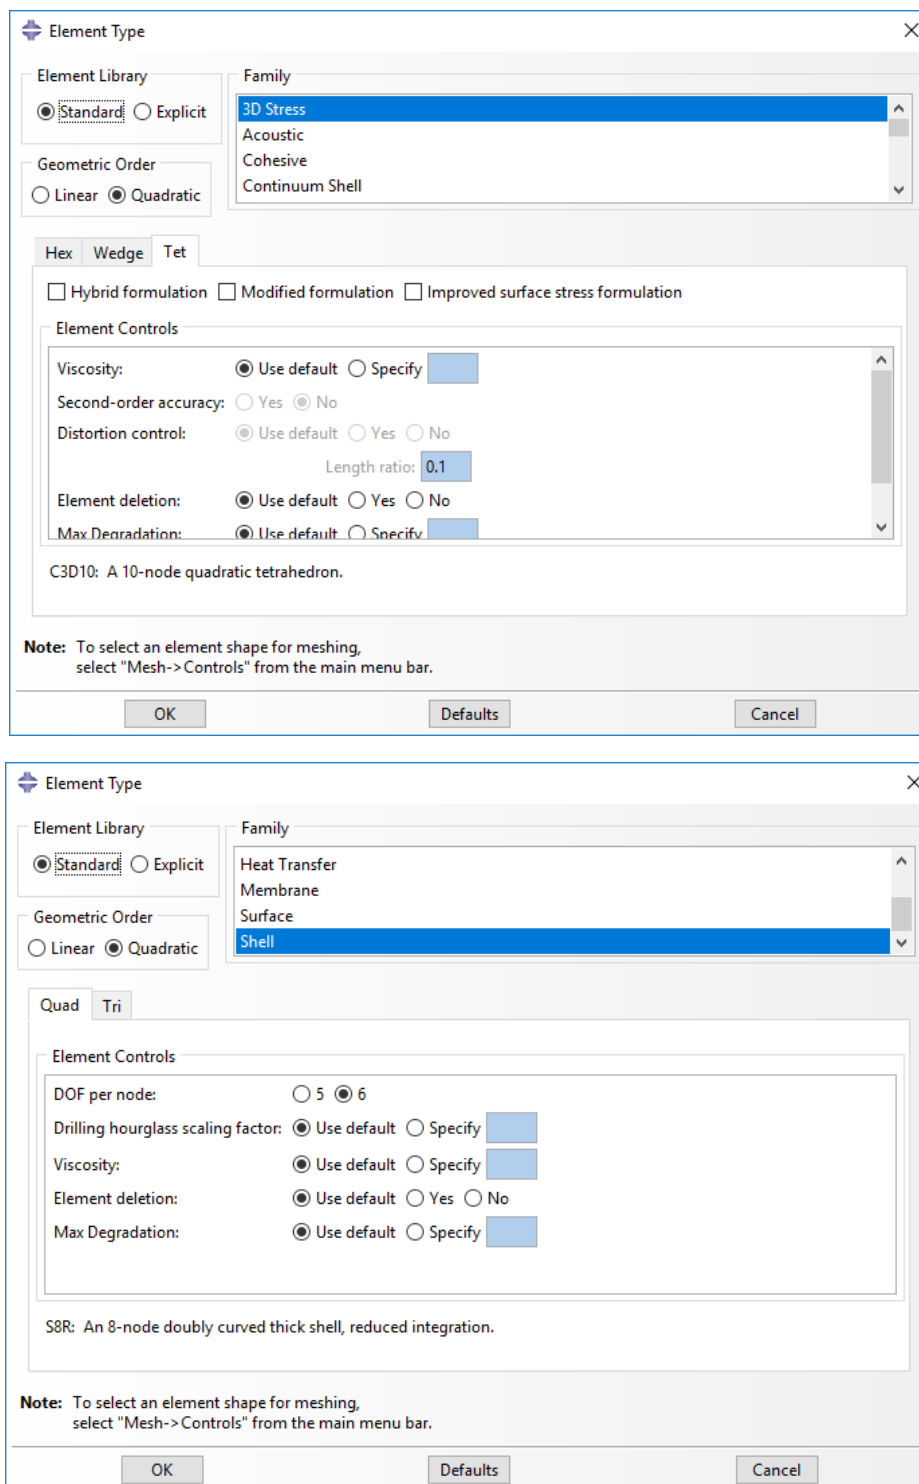 Element Type
Element Library
Standard Explicit
Family
3D Stress
Acoustic
Cohesive
Continuum Shell
Geometric Order
Linear Quadratic
Hex Wedge Tet
Hybrid formulation Modified formulation Improved surface stress formulation
Element Controls
Viscosity: Use default Specify
Second-order accuracy: Yes No
Distortion control: Use default Yes No
Length ratio: 0.1
Element deletion: Use default Yes No
Max Degradation: Use default Specify
C3D10: A 10-node quadratic tetrahedron.
Note: To select an element shape for meshing,
select "Mesh->Controls" from the main menu bar.
OK Defaults Cancel
Element Type
Element Library
Standard Explicit
Family
Heat Transfer
Membrane
Surface
Shell
Geometric Order
Linear Quadratic
Quad Tri
Element Controls
DOF per node: 5 6
Drilling hourglass scaling factor: Use default Specify
Viscosity: Use default Specify
Element deletion: Use default Yes No
Max Degradation: Use default Specify
S8R: An 8-node doubly curved thick shell, reduced integration.
Note: To select an element shape for meshing,
select "Mesh->Controls" from the main menu bar.
OK Defaults Cancel